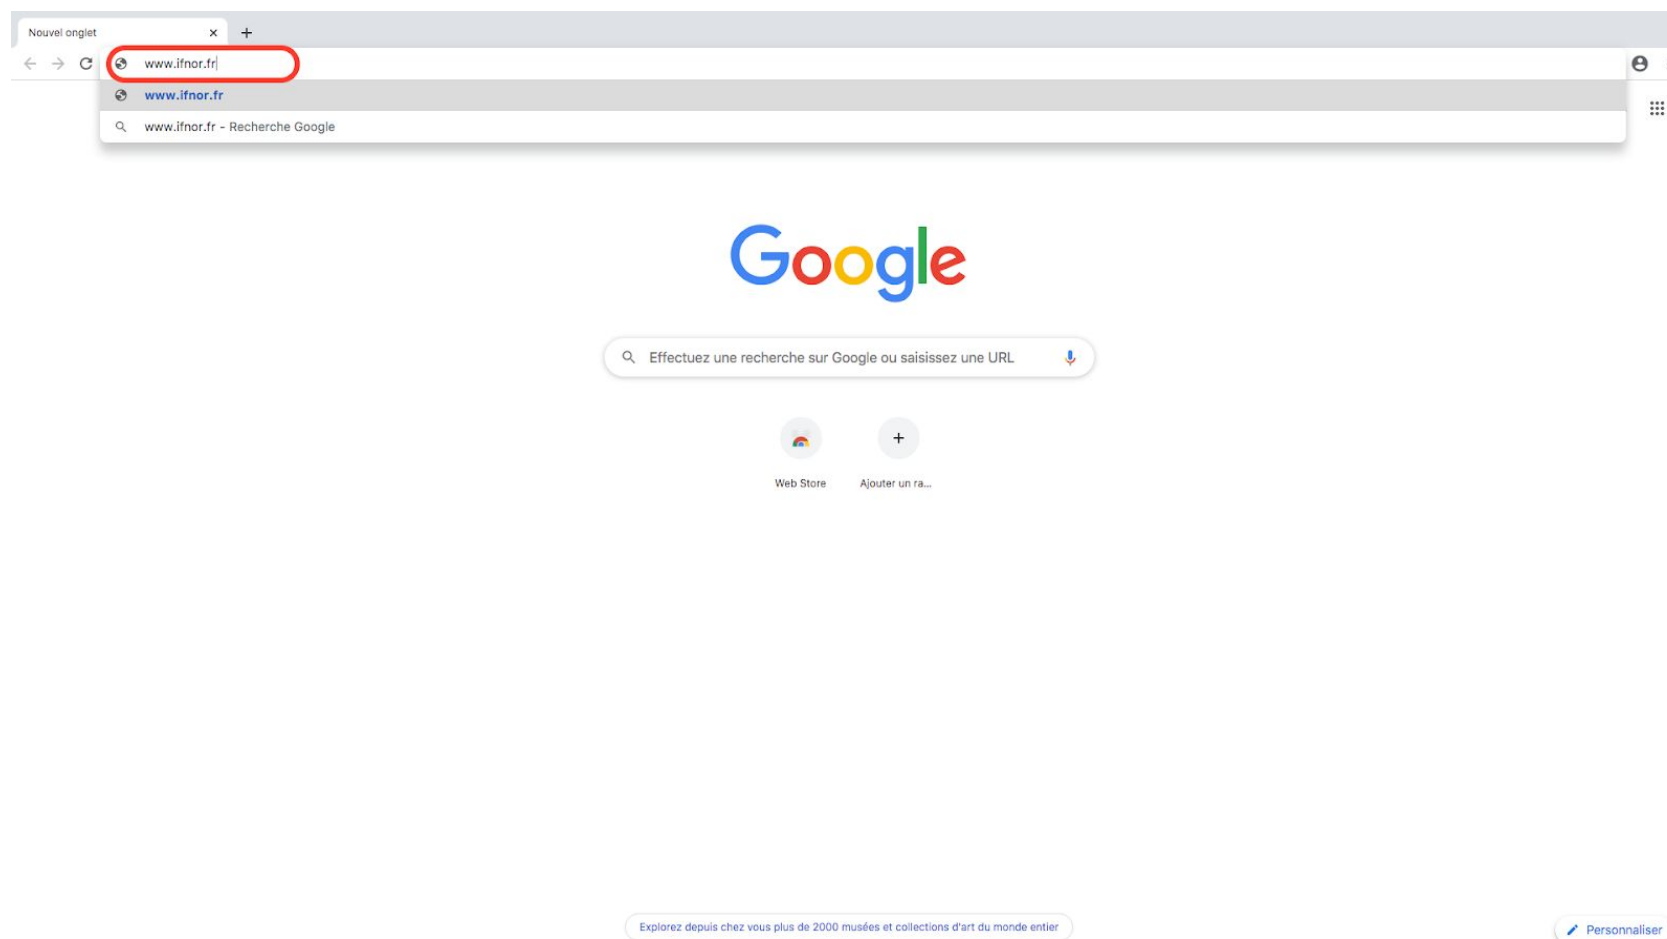 Nouvel onglet
www.ifnor.fr
www.ifnor.fr
www.ifnor.fr - Recherche Google
Google
Effectuez une recherche sur Google ou saisissez une URL
Web Store
Ajouter un ra...
Explorez depuis chez vous plus de 2000 musées et collections d'art du monde entier
Personnaliser